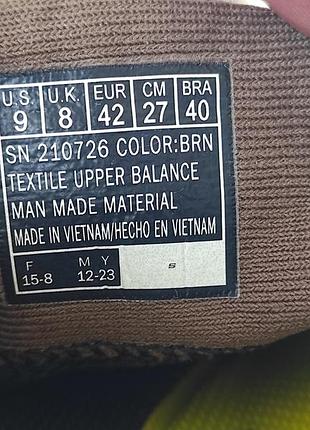 U.S. U.K. EUR CM BRA
9 8 42 27 40
SN 210726 COLOR:BRN
TEXTILE UPPER BALANCE
MAN MADE MATERIAL
MADE IN VIETNAM/HECHO EN VIETNAM
F M Y
15-8 12-23 S